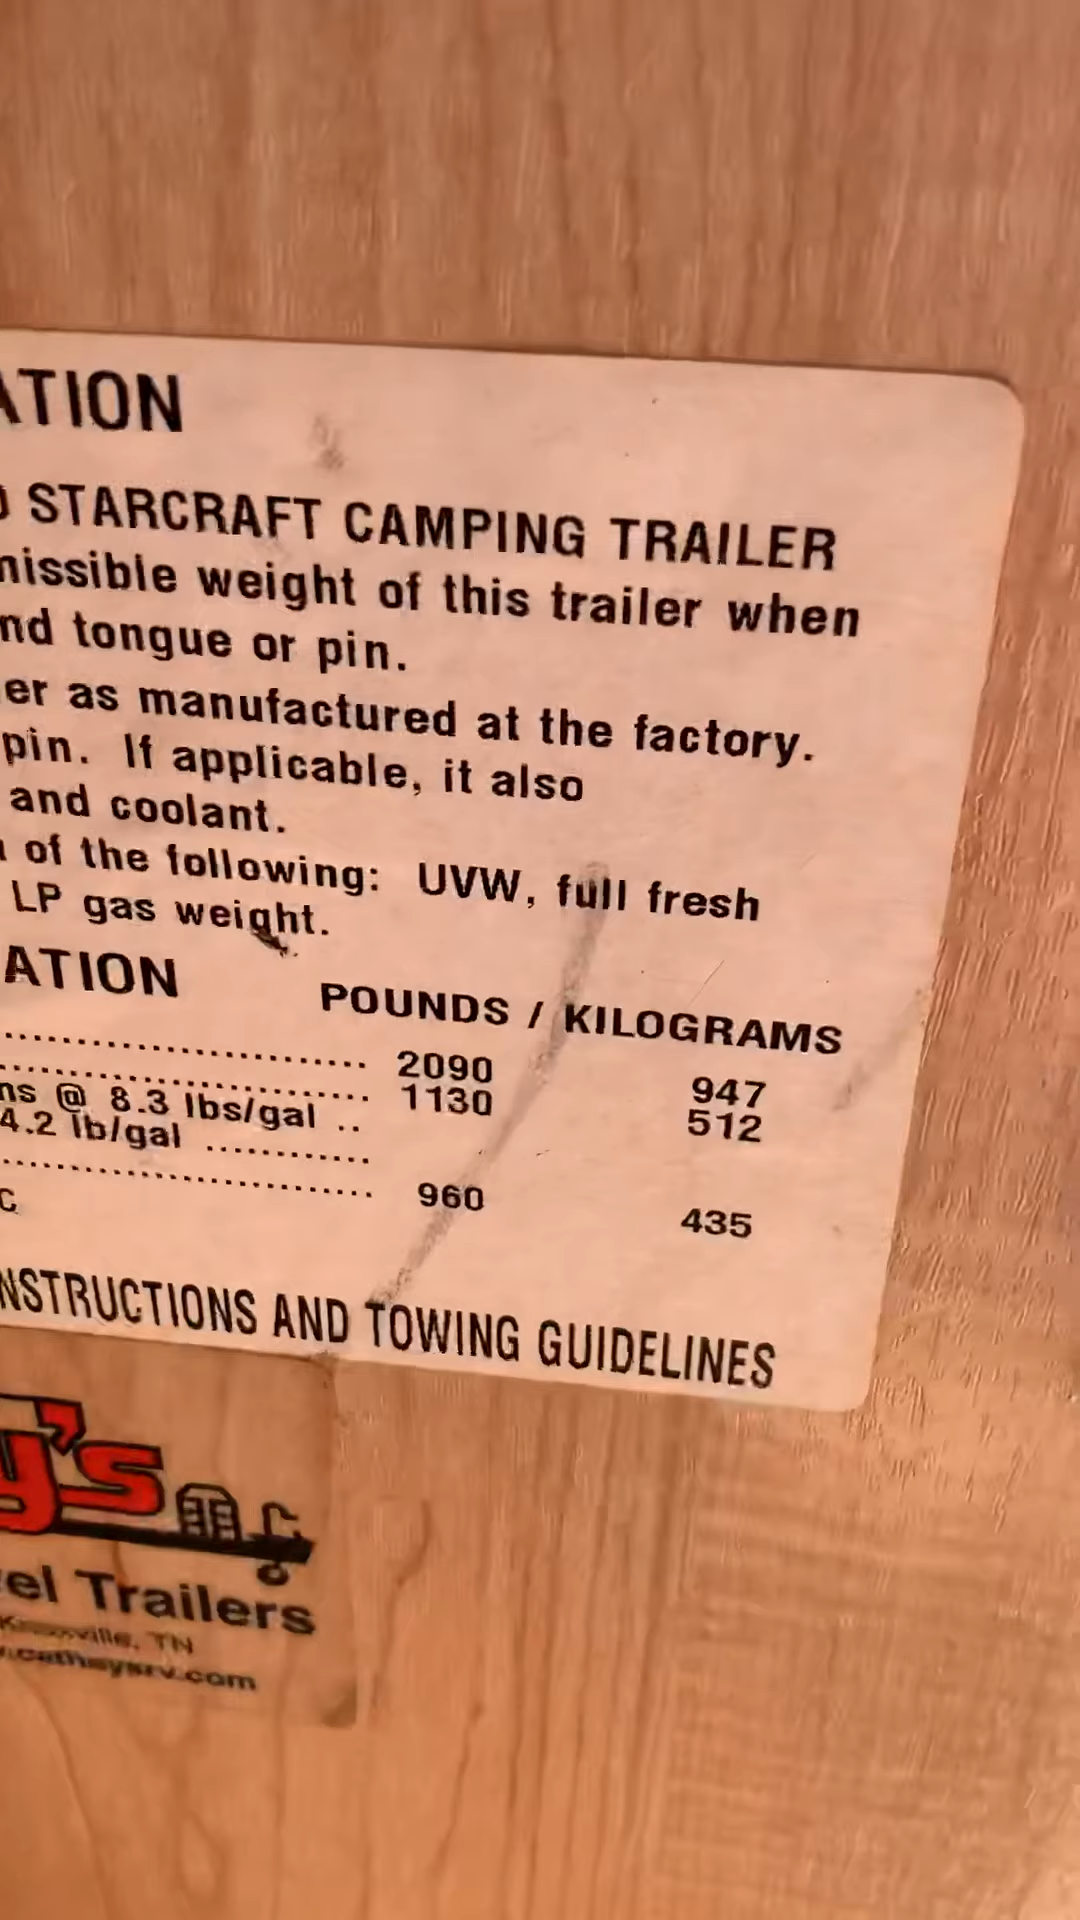 ATION
STARCRAFT CAMPING TRAILER
missible weight of this trailer when
nd tongue or pin.
er as manufactured at the factory.
pin. If applicable, it also
and coolant.
of the following: UVW, full fresh
LP gas weight.
ATION POUNDS / KILOGRAMS
.......... 2090 947
.......... 1130 512
ns @ 8.3 lbs/gal ..
4.2 lb/gal ............
.......... 960 435
C
NSTRUCTIONS AND TOWING GUIDELINES
y's
el Trailers
Knoxville, TN